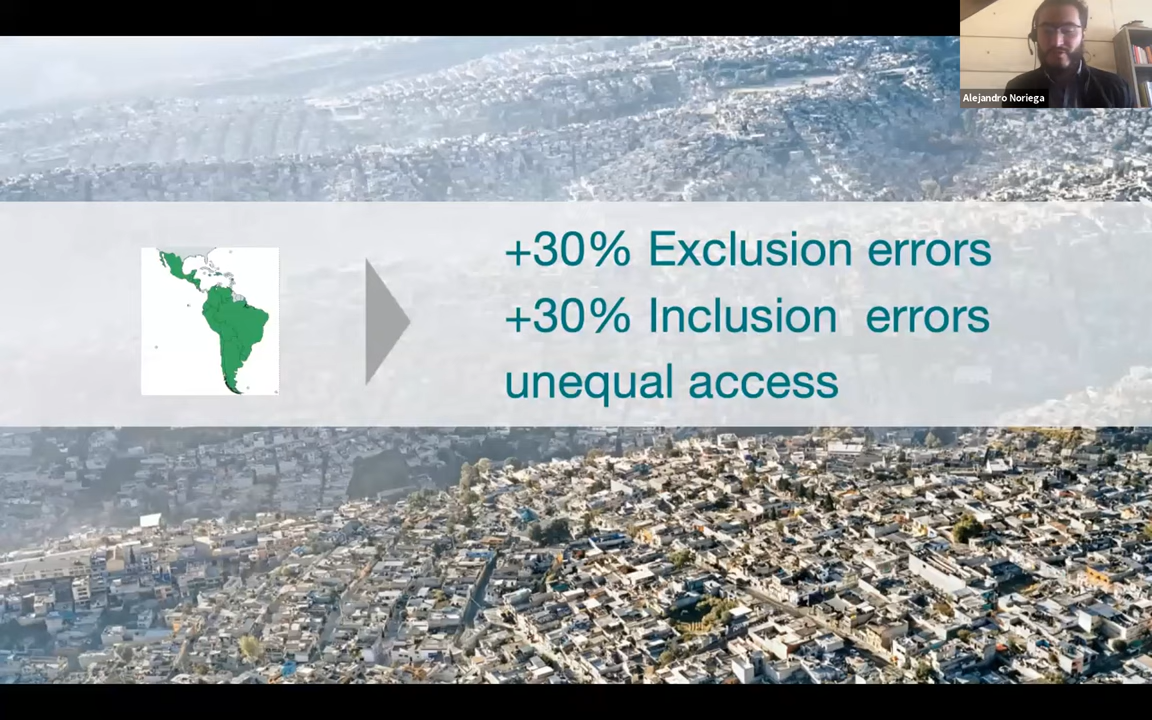 Alejandro Noriega
+30% Exclusion errors
+30% Inclusion errors
unequal access